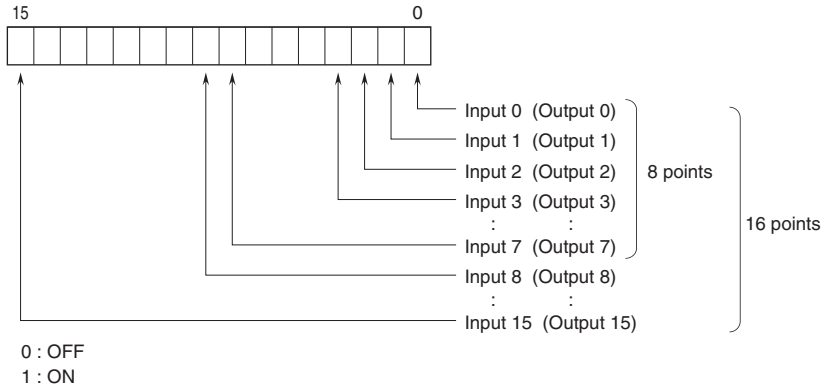 15 0
Input 0 (Output 0)
Input 1 (Output 1)
Input 2 (Output 2)
8 points
Input 3 (Output 3)
: :
16 points
Input 7 (Output 7)
Input 8 (Output 8)
: :
Input 15 (Output 15)
0 : OFF
1 : ON